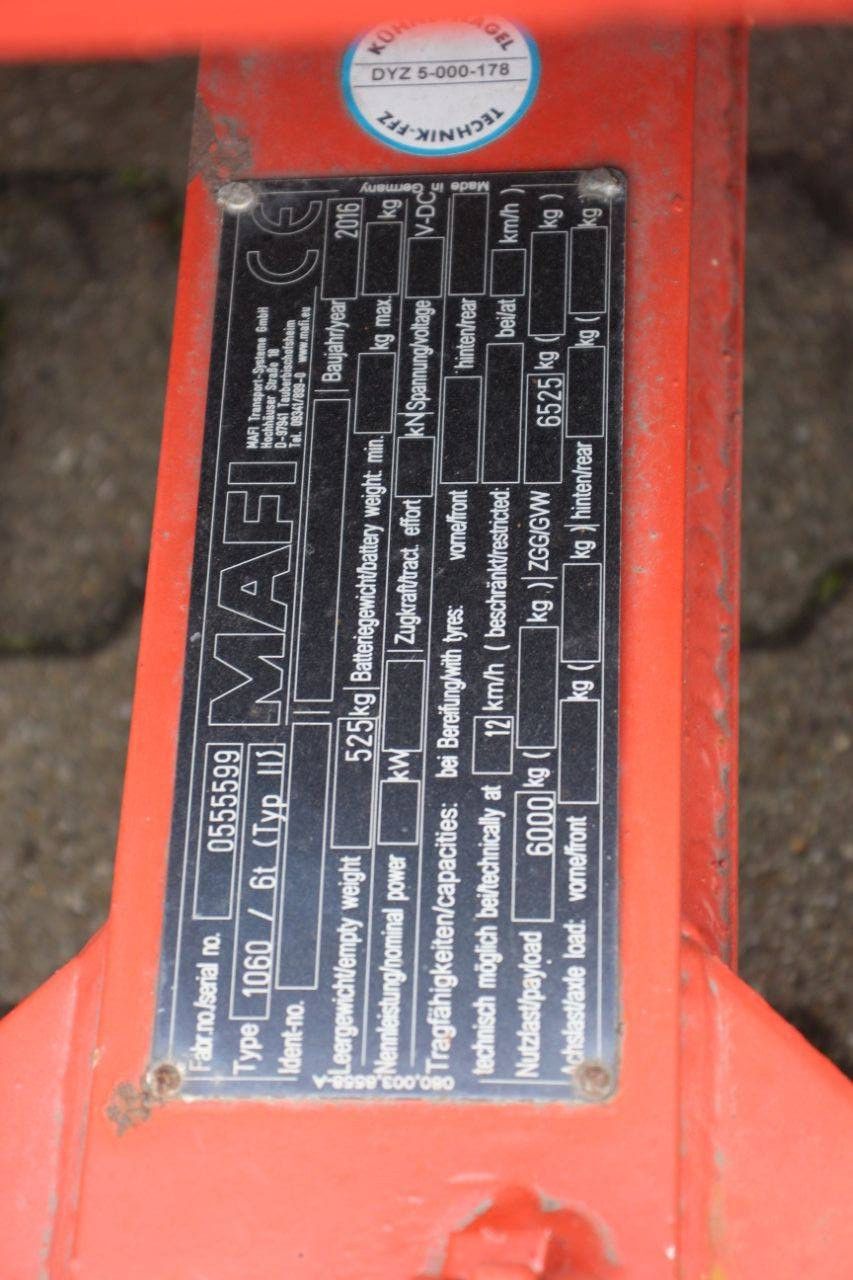 KÜHNE + NAGEL
DYZ 5-000-178
TECHNIK-FFZ
Fabr.no./serial no. 0555599
Type 1060 / 6t (Typ II)
Ident-no.
MAFI
MAFI Transport-Systeme GmbH
Hochhäuser Straße 18
D-97941 Tauberbischofsheim
Tel. 09341/899-0 www.mafi.eu
CE
| Baujahr/year 2016
Leergewicht/empty weight 525 kg | Batteriegewicht/battery weight: min. kg max. kg
Nennleistung/nominal power kW | Zugkraft/tract. effort kN | Spannung/voltage V-DC
Tragfähigkeiten/capacities: bei Bereifung/with tyres: vorne/front hinten/rear
technisch möglich bei/technically at 12 km/h ( beschränkt/restricted: bei/at km/h )
Nutzlast/payload 6000 kg ( kg ) | ZGG/GVW 6525 kg ( kg )
Achslast/axle load: vorne/front kg ( kg ) | hinten/rear kg ( kg )
080.003.8558-A
Made in Germany